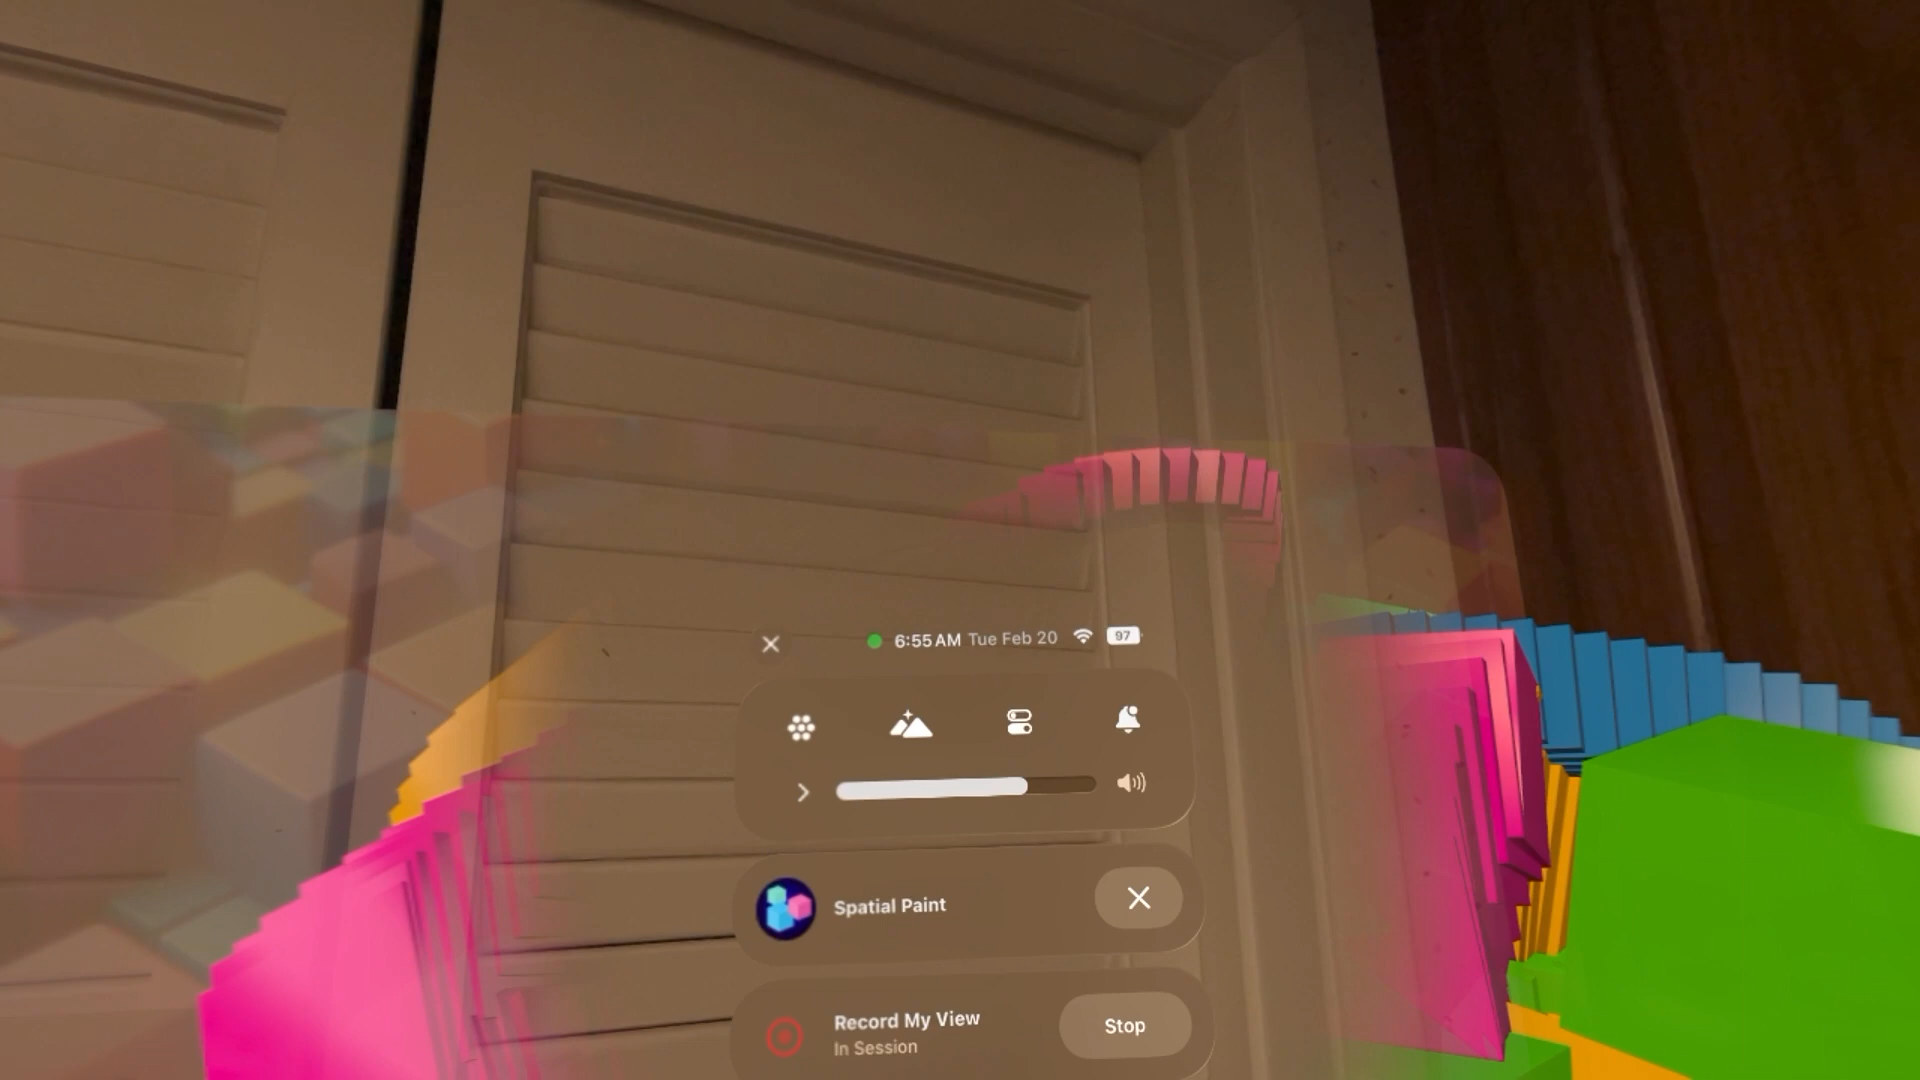 6:55 AM Tue Feb 20 97
Spatial Paint
Record My View
In Session
Stop